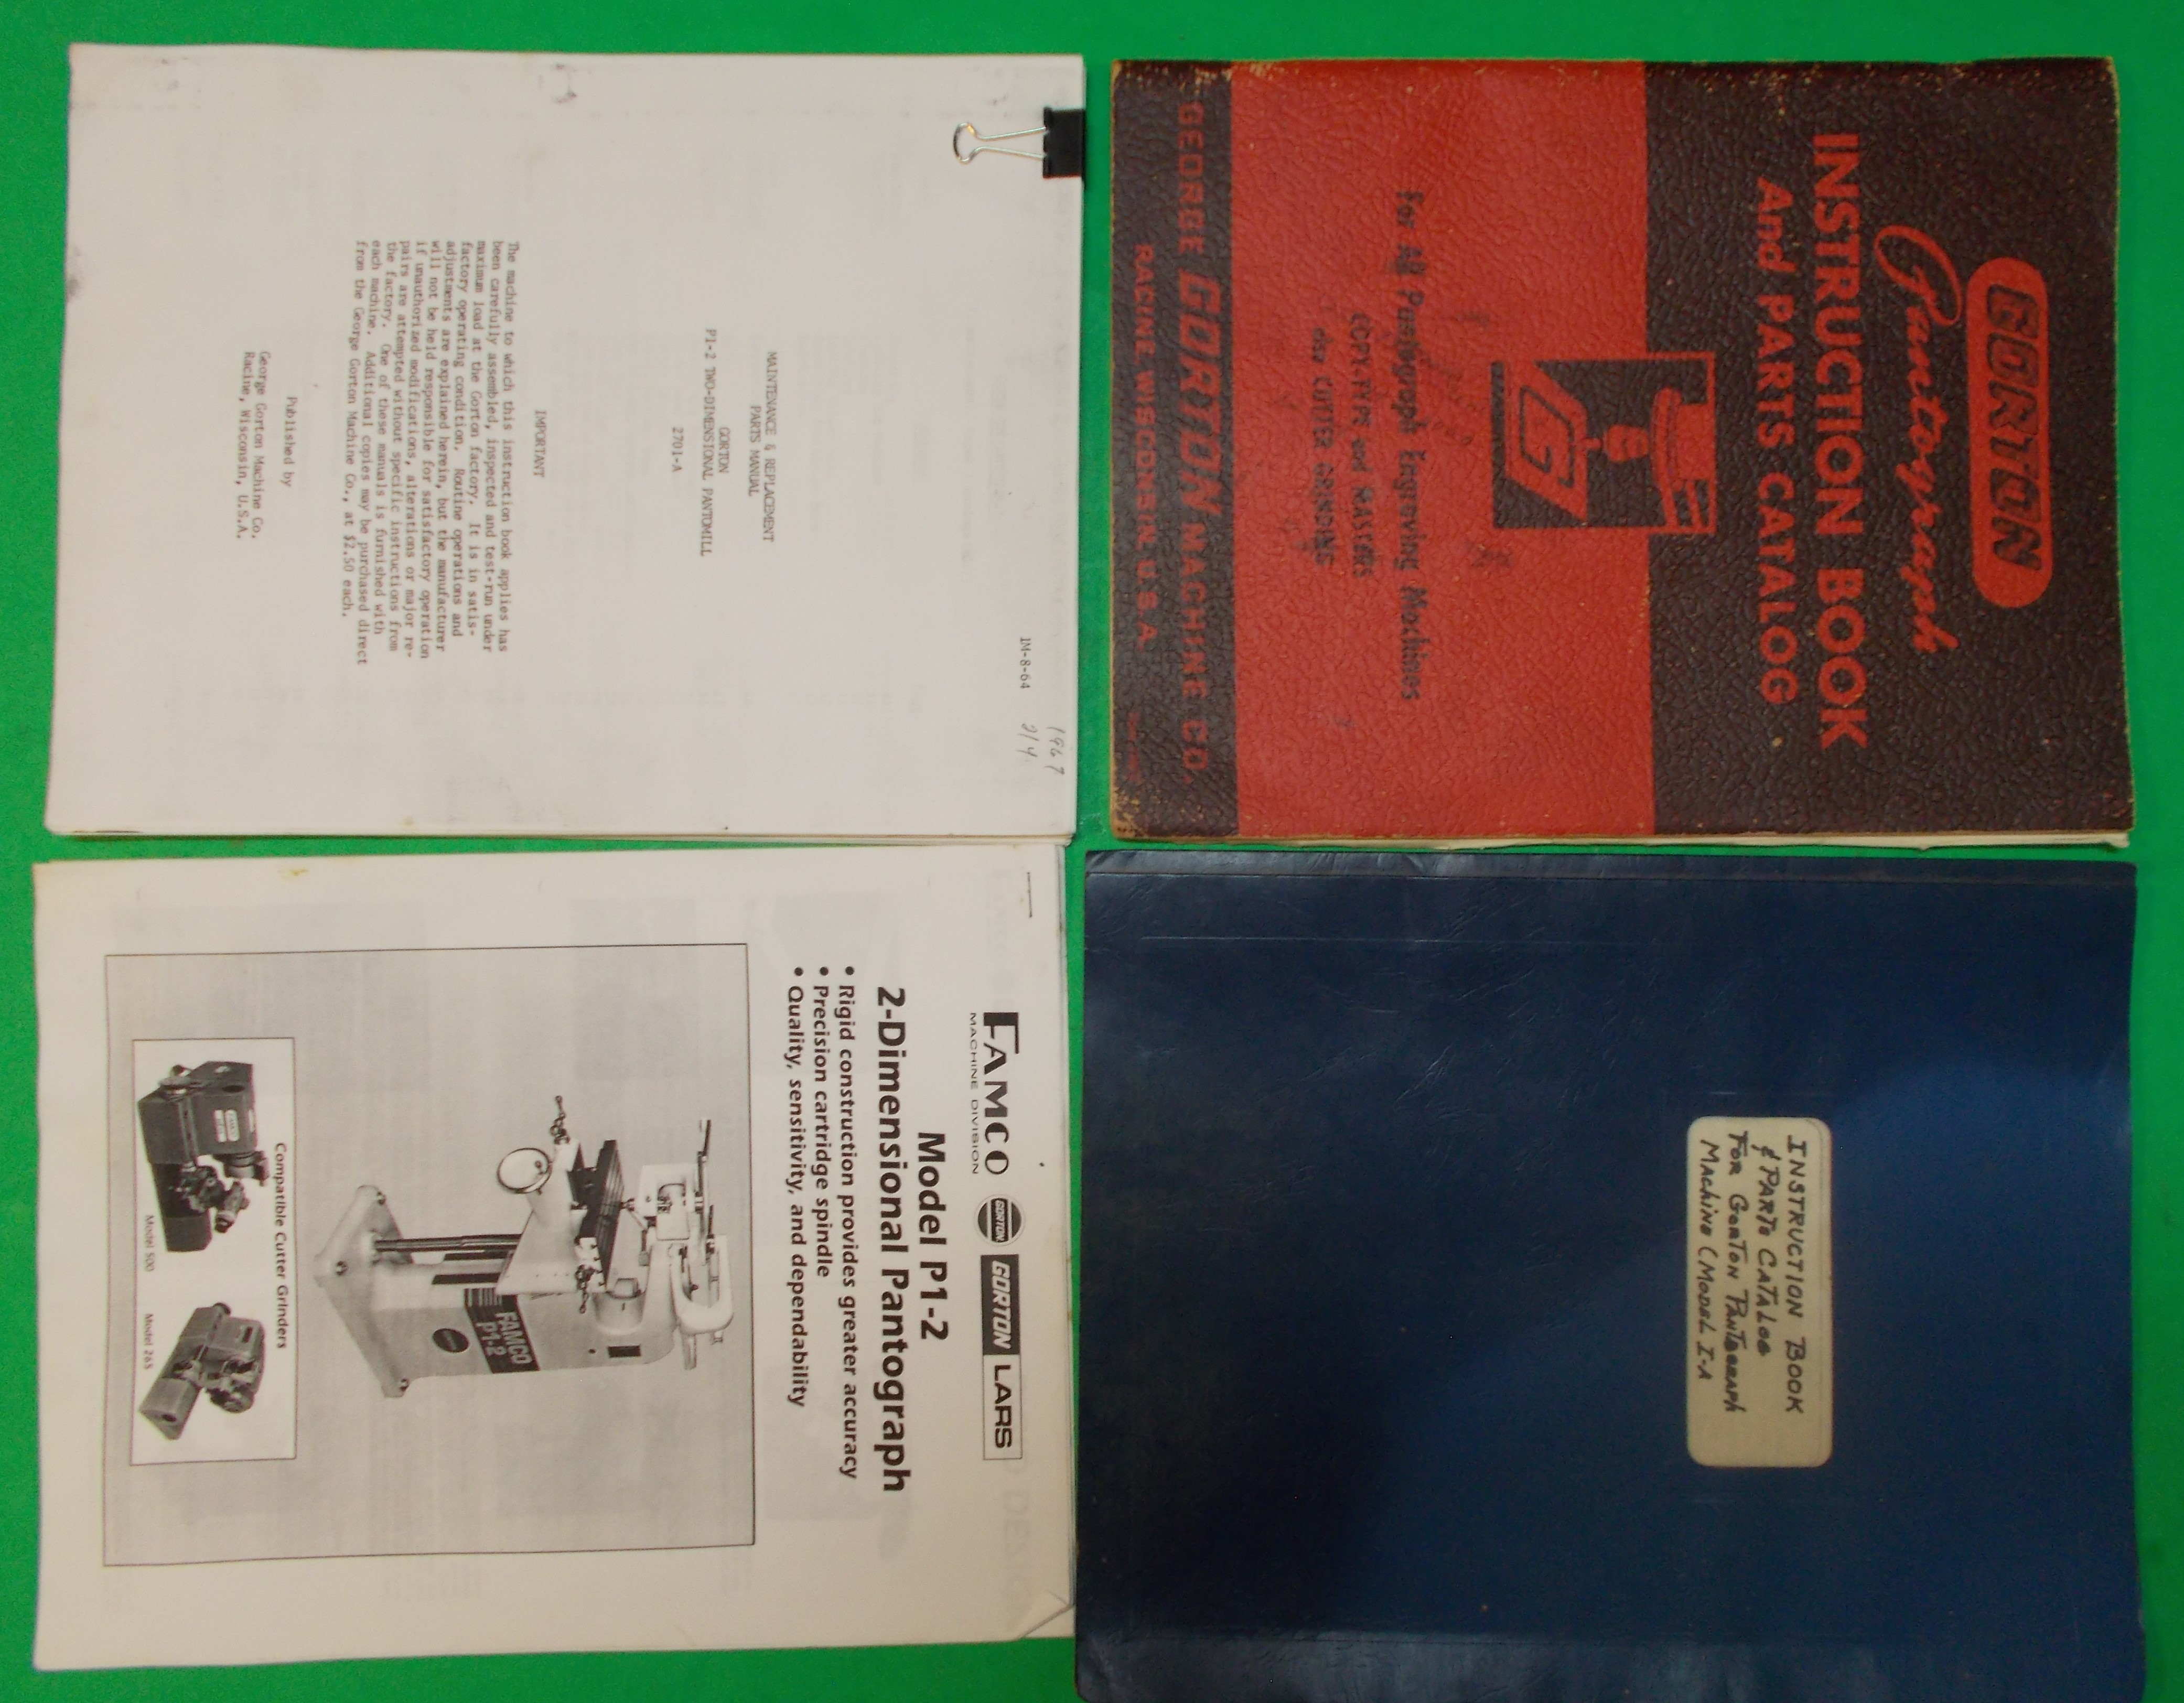 GORTON
Pantograph
INSTRUCTION BOOK
And PARTS CATALOG
G
For All Pantograph Engraving Machines
COPY-TYPE and MASTERS
also CUTTER GRINDING
GEORGE GORTON MACHINE CO.
RACINE, WISCONSIN, U.S.A.
INSTRUCTION BOOK
& PARTS CATALOG
FOR GORTON PANTOGRAPH
MACHINE (MODEL I-A
1967
214
1M-8-64
MAINTENANCE & REPLACEMENT
PARTS MANUAL
GORTON
P1-2 TWO-DIMENSIONAL PANTOMILL
2701-A
IMPORTANT
The machine to which this instruction book applies has
been carefully assembled, inspected and test-run under
maximum load at the Gorton factory. It is in satis-
factory operating condition. Routine operations and
adjustments are explained herein, but the manufacturer
will not be held responsible for satisfactory operation
if unauthorized modifications, alterations or major re-
pairs are attempted without specific instructions from
the factory. One of these manuals is furnished with
each machine. Additional copies may be purchased direct
from the George Gorton Machine Co., at $2.50 each.
Published by
George Gorton Machine Co.
Racine, Wisconsin, U.S.A.
FAMCO
MACHINE DIVISION
GORTON
GORTON LARS
Model P1-2
2-Dimensional Pantograph
• Rigid construction provides greater accuracy
• Precision cartridge spindle
• Quality, sensitivity, and dependability
FAMCO
P1-2
Compatible Cutter Grinders
Model 500
Model 265